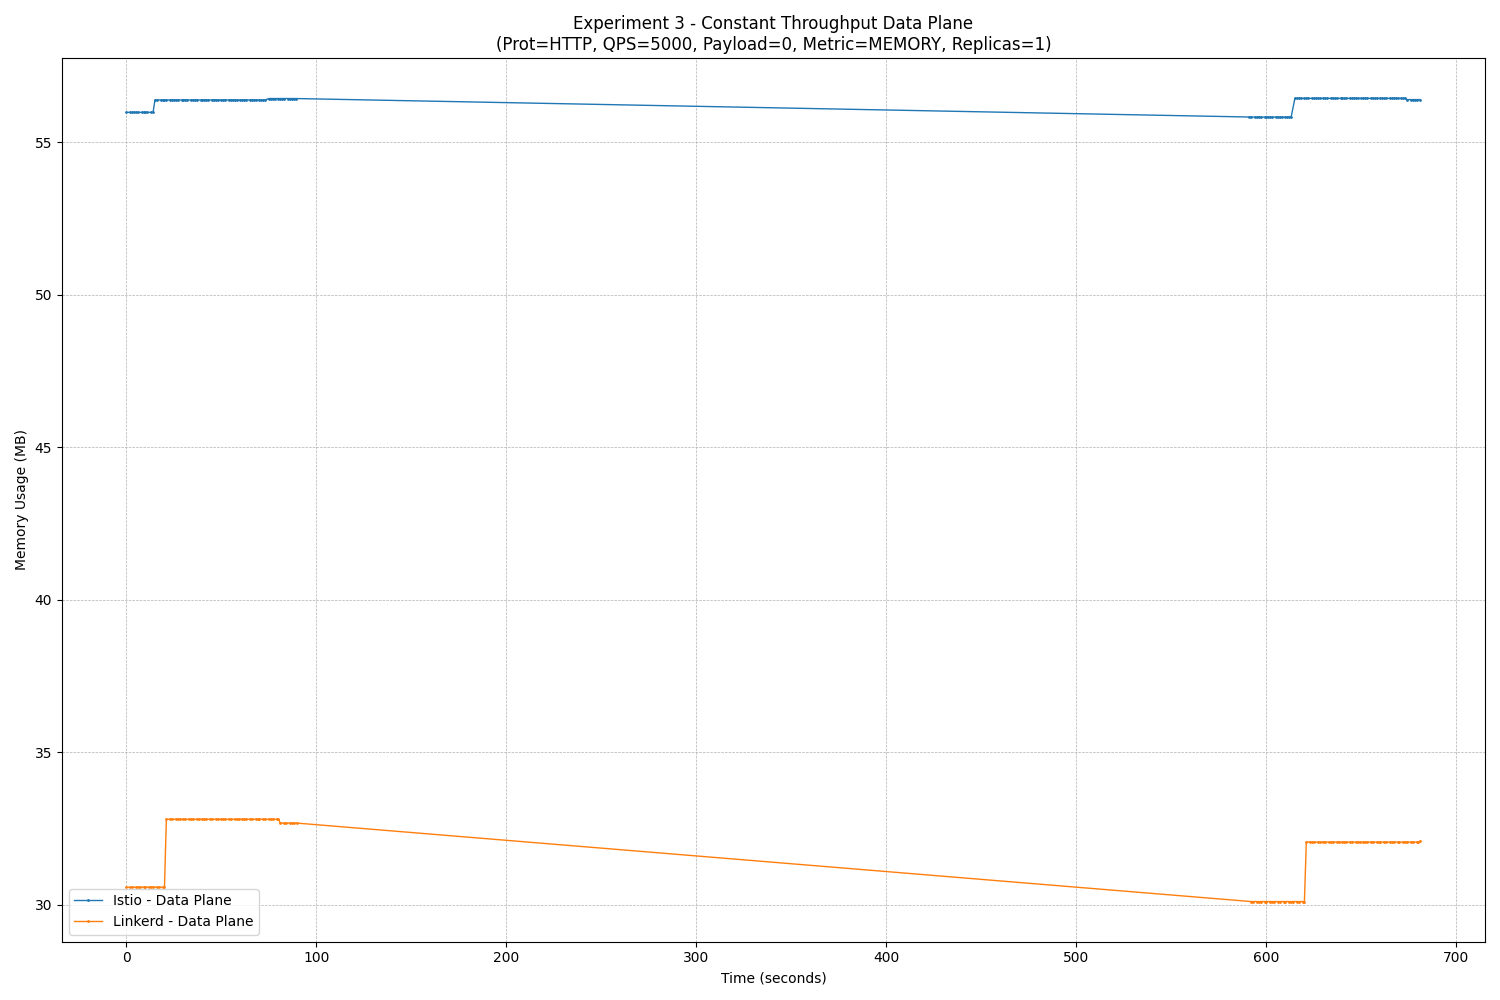 Experiment 3 - Constant Throughput Data Plane
(Prot=HTTP, QPS=5000, Payload=0, Metric=MEMORY, Replicas=1)
Memory Usage (MB)
55
50
45
40
35
30
Istio - Data Plane
Linkerd - Data Plane
0 100 200 300 400 500 600 700
Time (seconds)